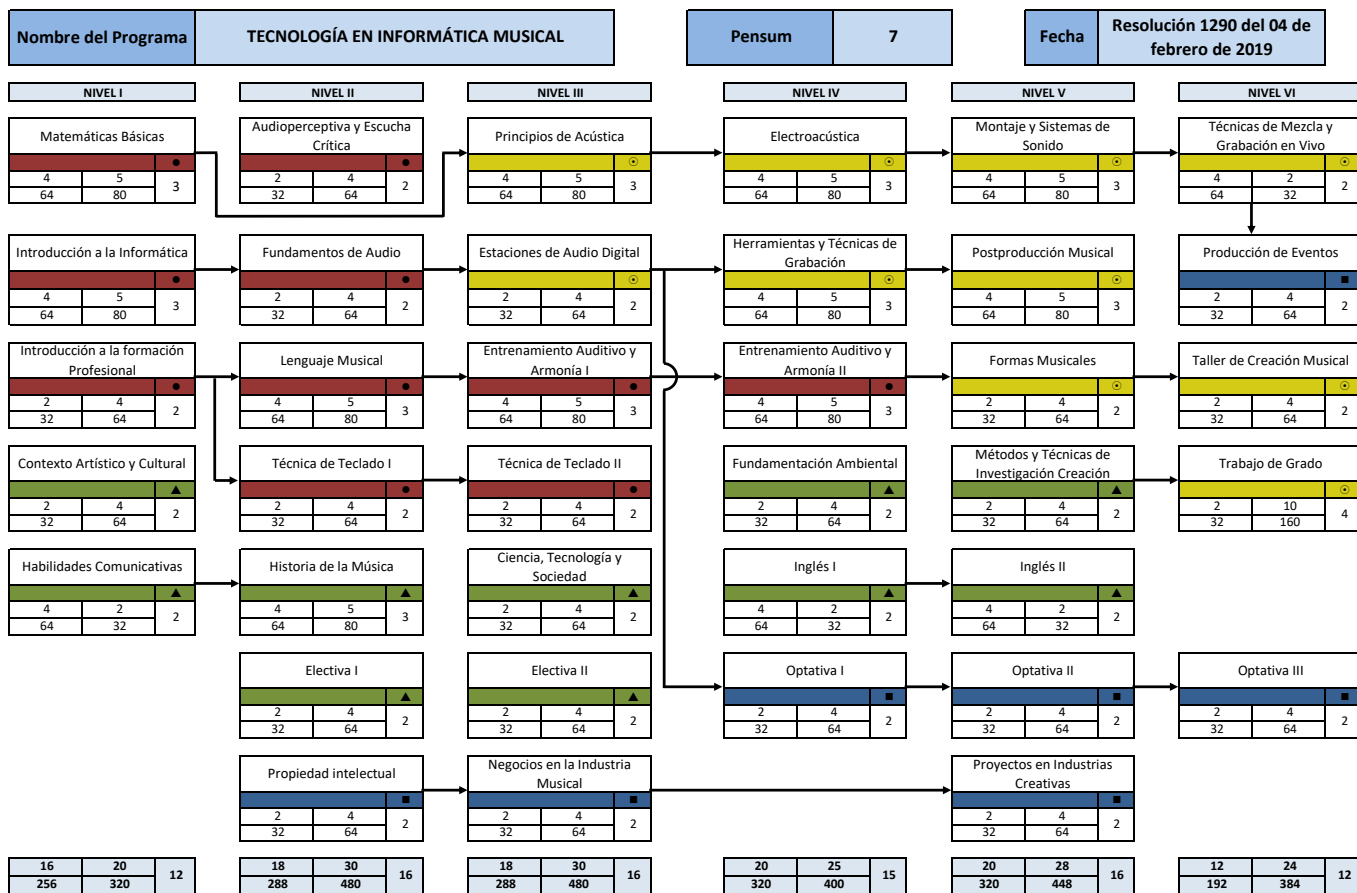 Nombre del Programa TECNOLOGÍA EN INFORMÁTICA MUSICAL Pensum 7 Fecha Resolución 1290 del 04 de
febrero de 2019
NIVEL I NIVEL II NIVEL III NIVEL IV NIVEL V NIVEL VI
Matemáticas Básicas
4 5 3
64 80
Audioperceptiva y Escucha
Crítica
2 4 2
32 64
Principios de Acústica
4 5 3
64 80
Electroacústica
4 5 3
64 80
Montaje y Sistemas de
Sonido
4 5 3
64 80
Técnicas de Mezcla y
Grabación en Vivo
4 2 2
64 32
Introducción a la Informática
4 5 3
64 80
Fundamentos de Audio
2 4 2
32 64
Estaciones de Audio Digital
2 4 2
32 64
Herramientas y Técnicas de
Grabación
4 5 3
64 80
Postproducción Musical
4 5 3
64 80
Producción de Eventos
2 4 2
32 64
Introducción a la formación
Profesional
2 4 2
32 64
Lenguaje Musical
4 5 3
64 80
Entrenamiento Auditivo y
Armonía I
4 5 3
64 80
Entrenamiento Auditivo y
Armonía II
4 5 3
64 80
Formas Musicales
2 4 2
32 64
Taller de Creación Musical
2 4 2
32 64
Contexto Artístico y Cultural
2 4 2
32 64
Técnica de Teclado I
2 4 2
32 64
Técnica de Teclado II
2 4 2
32 64
Fundamentación Ambiental
2 4 2
32 64
Métodos y Técnicas de
Investigación Creación
2 4 2
32 64
Trabajo de Grado
2 10 4
32 160
Habilidades Comunicativas
4 2 2
64 32
Historia de la Música
4 5 3
64 80
Ciencia, Tecnología y
Sociedad
2 4 2
32 64
Inglés I
4 2 2
64 32
Inglés II
4 2 2
64 32
Electiva I
2 4 2
32 64
Electiva II
2 4 2
32 64
Optativa I
2 4 2
32 64
Optativa II
2 4 2
32 64
Optativa III
2 4 2
32 64
Propiedad intelectual
2 4 2
32 64
Negocios en la Industria
Musical
2 4 2
32 64
Proyectos en Industrias
Creativas
2 4 2
32 64
16 20 12
256 320
18 30 16
288 480
18 30 16
288 480
20 25 15
320 400
20 28 16
320 448
12 24 12
192 384